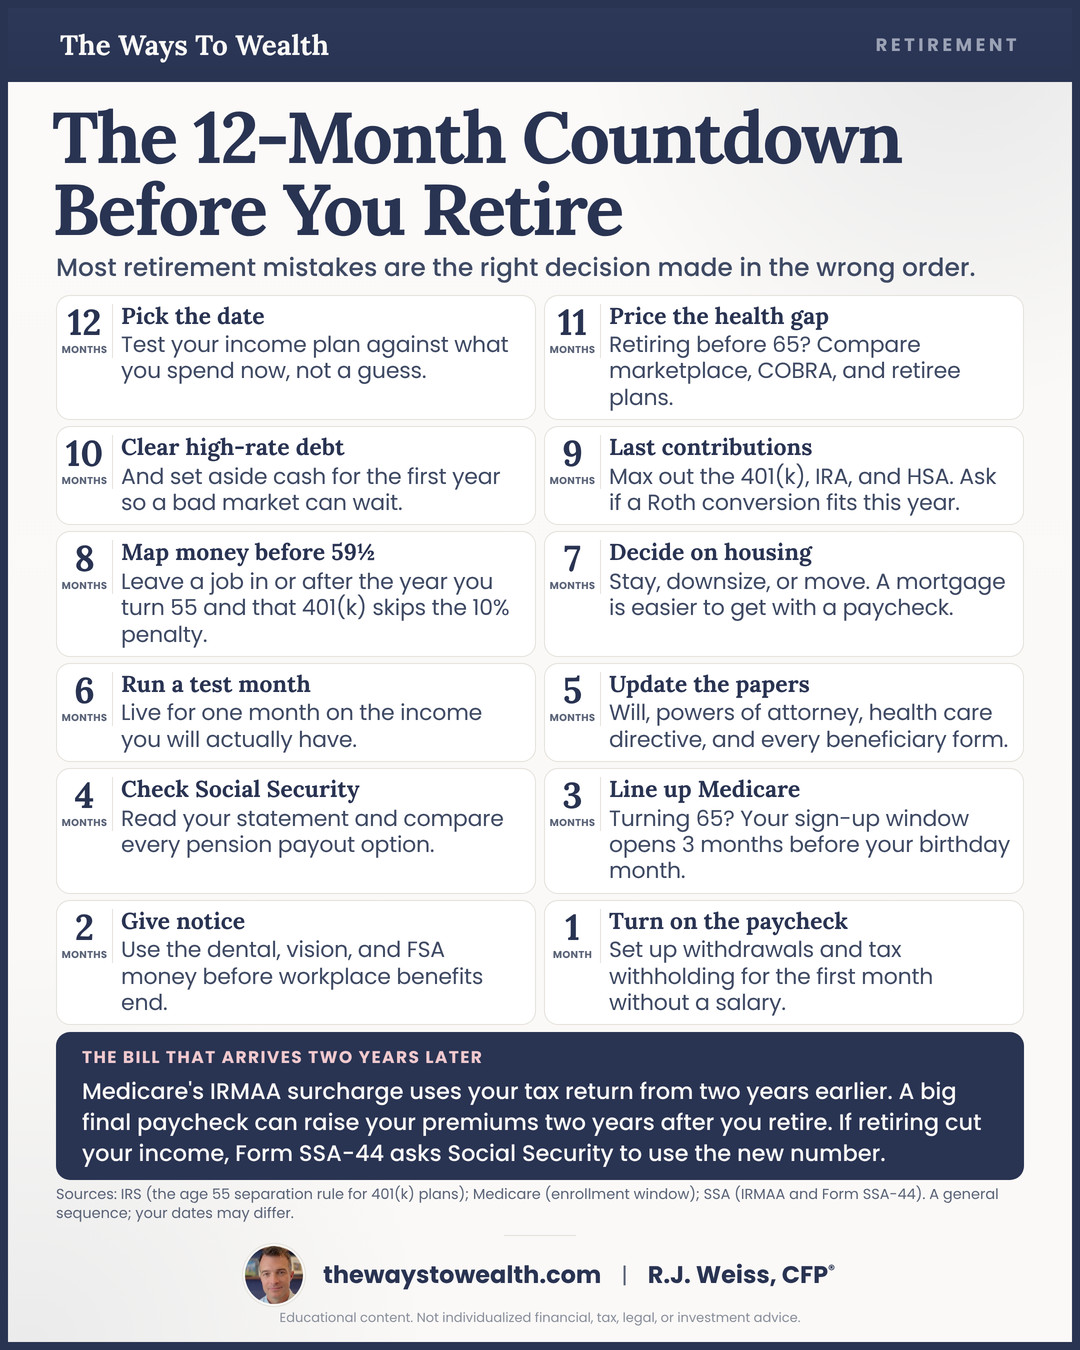 The Ways To Wealth
RETIREMENT
The 12-Month Countdown
Before You Retire
Most retirement mistakes are the right decision made in the wrong order.
12
MONTHS
Pick the date
Test your income plan against what
you spend now, not a guess.
11
MONTHS
Price the health gap
Retiring before 65? Compare
marketplace, COBRA, and retiree
plans.
10
MONTHS
Clear high-rate debt
And set aside cash for the first year
so a bad market can wait.
9
MONTHS
Last contributions
Max out the 401(k), IRA, and HSA. Ask
if a Roth conversion fits this year.
8
MONTHS
Map money before 59½
Leave a job in or after the year you
turn 55 and that 401(k) skips the 10%
penalty.
7
MONTHS
Decide on housing
Stay, downsize, or move. A mortgage
is easier to get with a paycheck.
6
MONTHS
Run a test month
Live for one month on the income
you will actually have.
5
MONTHS
Update the papers
Will, powers of attorney, health care
directive, and every beneficiary form.
4
MONTHS
Check Social Security
Read your statement and compare
every pension payout option.
3
MONTHS
Line up Medicare
Turning 65? Your sign-up window
opens 3 months before your birthday
month.
2
MONTHS
Give notice
Use the dental, vision, and FSA
money before workplace benefits
end.
1
MONTH
Turn on the paycheck
Set up withdrawals and tax
withholding for the first month
without a salary.
THE BILL THAT ARRIVES TWO YEARS LATER
Medicare's IRMAA surcharge uses your tax return from two years earlier. A big
final paycheck can raise your premiums two years after you retire. If retiring cut
your income, Form SSA-44 asks Social Security to use the new number.
Sources: IRS (the age 55 separation rule for 401(k) plans); Medicare (enrollment window); SSA (IRMAA and Form SSA-44). A general
sequence; your dates may differ.
thewaystowealth.com | R.J. Weiss, CFP®
Educational content. Not individualized financial, tax, legal, or investment advice.